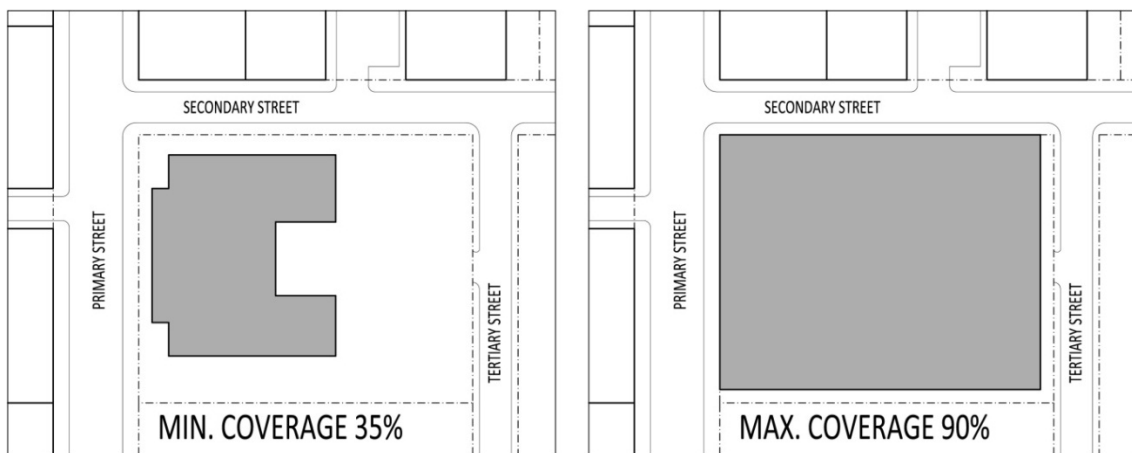 SECONDARY STREET
PRIMARY STREET
TERTIARY STREET
MIN. COVERAGE 35%
SECONDARY STREET
PRIMARY STREET
TERTIARY STREET
MAX. COVERAGE 90%